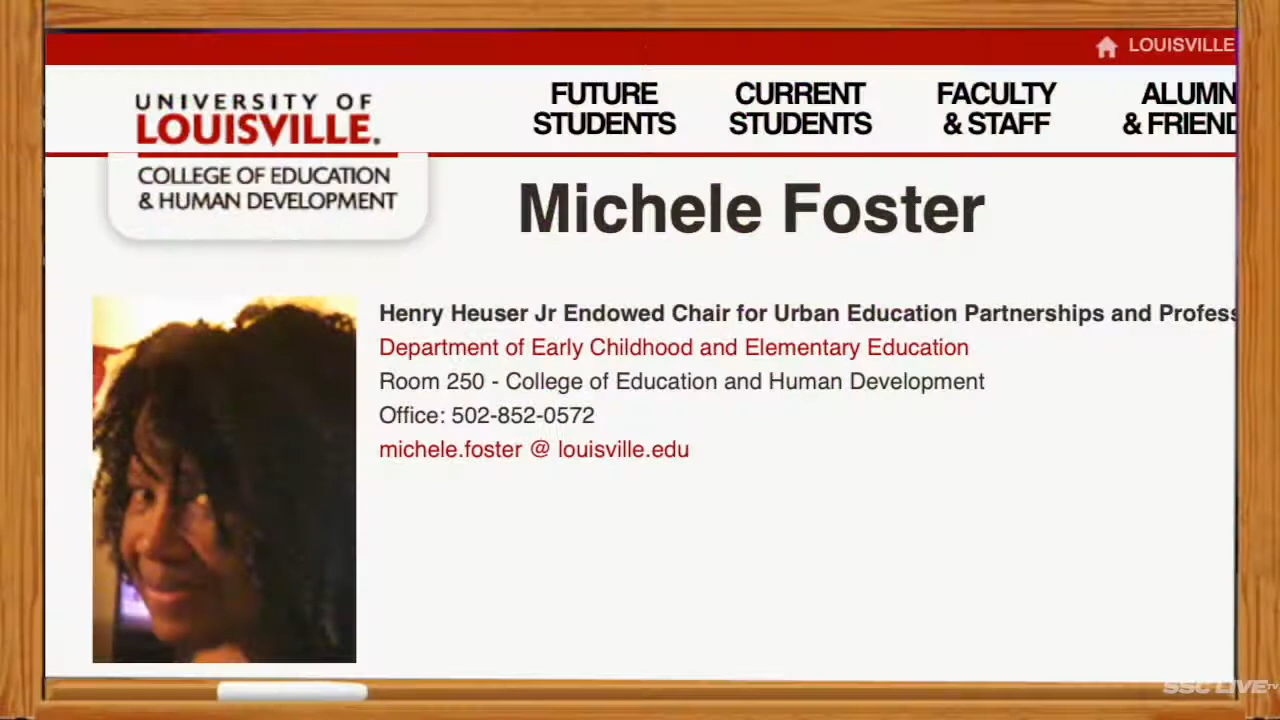 LOUISVILLE
UNIVERSITY OF
LOUISVILLE.
COLLEGE OF EDUCATION
& HUMAN DEVELOPMENT
FUTURE
STUDENTS
CURRENT
STUDENTS
FACULTY
& STAFF
ALUMN
& FRIEND
Michele Foster
Henry Heuser Jr Endowed Chair for Urban Education Partnerships and Profess
Department of Early Childhood and Elementary Education
Room 250 - College of Education and Human Development
Office: 502-852-0572
michele.foster @ louisville.edu
SSC LIVE TV